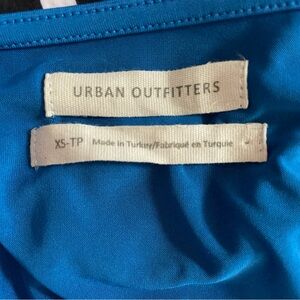 URBAN OUTFITTERS
XS-TP Made in Turkey/Fabriqué en Turquie